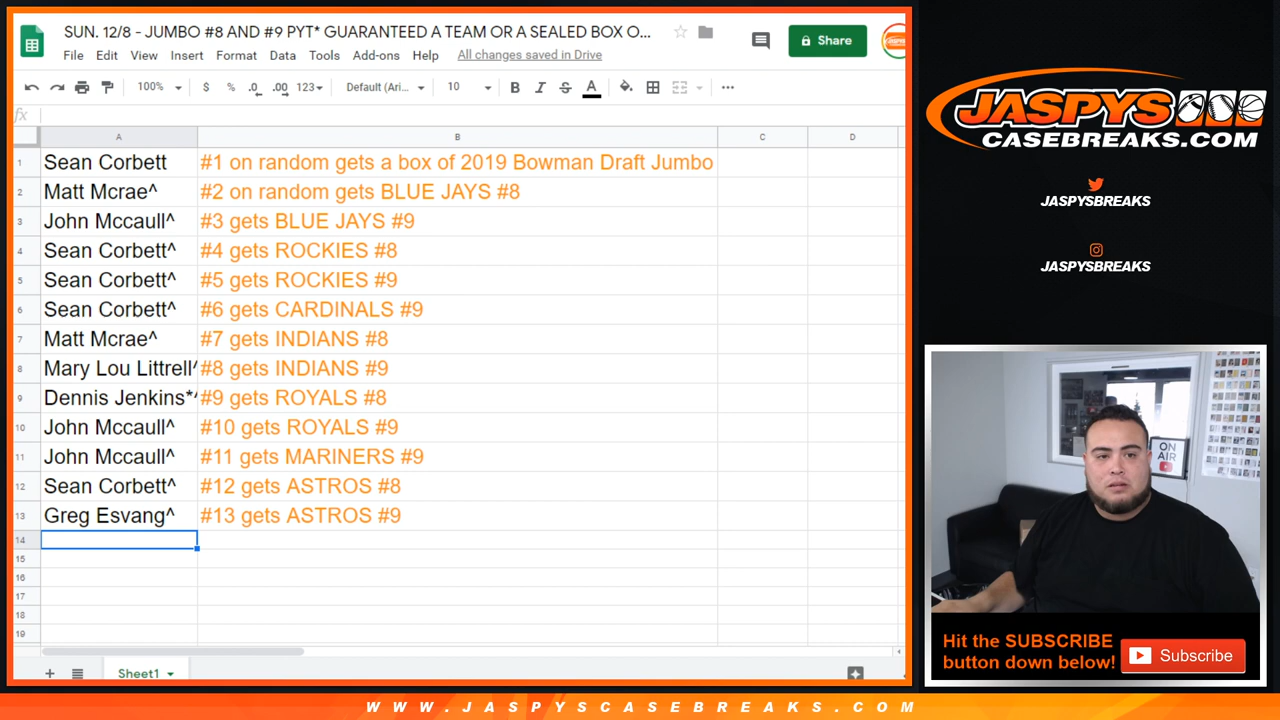 SUN. 12/8 - JUMBO #8 AND #9 PYT* GUARANTEED A TEAM OR A SEALED BOX O...
File Edit View Insert Format Data Tools Add-ons Help All changes saved in Drive
Share
100% $ % .0 .00 123 Default (Ari... 10 B I S A
fx
A B C D
1 Sean Corbett #1 on random gets a box of 2019 Bowman Draft Jumbo
2 Matt Mcrae^ #2 on random gets BLUE JAYS #8
3 John Mccaull^ #3 gets BLUE JAYS #9
4 Sean Corbett^ #4 gets ROCKIES #8
5 Sean Corbett^ #5 gets ROCKIES #9
6 Sean Corbett^ #6 gets CARDINALS #9
7 Matt Mcrae^ #7 gets INDIANS #8
8 Mary Lou Littrell^ #8 gets INDIANS #9
9 Dennis Jenkins*^ #9 gets ROYALS #8
10 John Mccaull^ #10 gets ROYALS #9
11 John Mccaull^ #11 gets MARINERS #9
12 Sean Corbett^ #12 gets ASTROS #8
13 Greg Esvang^ #13 gets ASTROS #9
14
15
16
17
18
19
Sheet1
JASPYS
CASEBREAKS.COM
JASPYSBREAKS
JASPYSBREAKS
ON
AIR
Hit the SUBSCRIBE
button down below!
Subscribe
WWW.JASPYSCASEBREAKS.COM